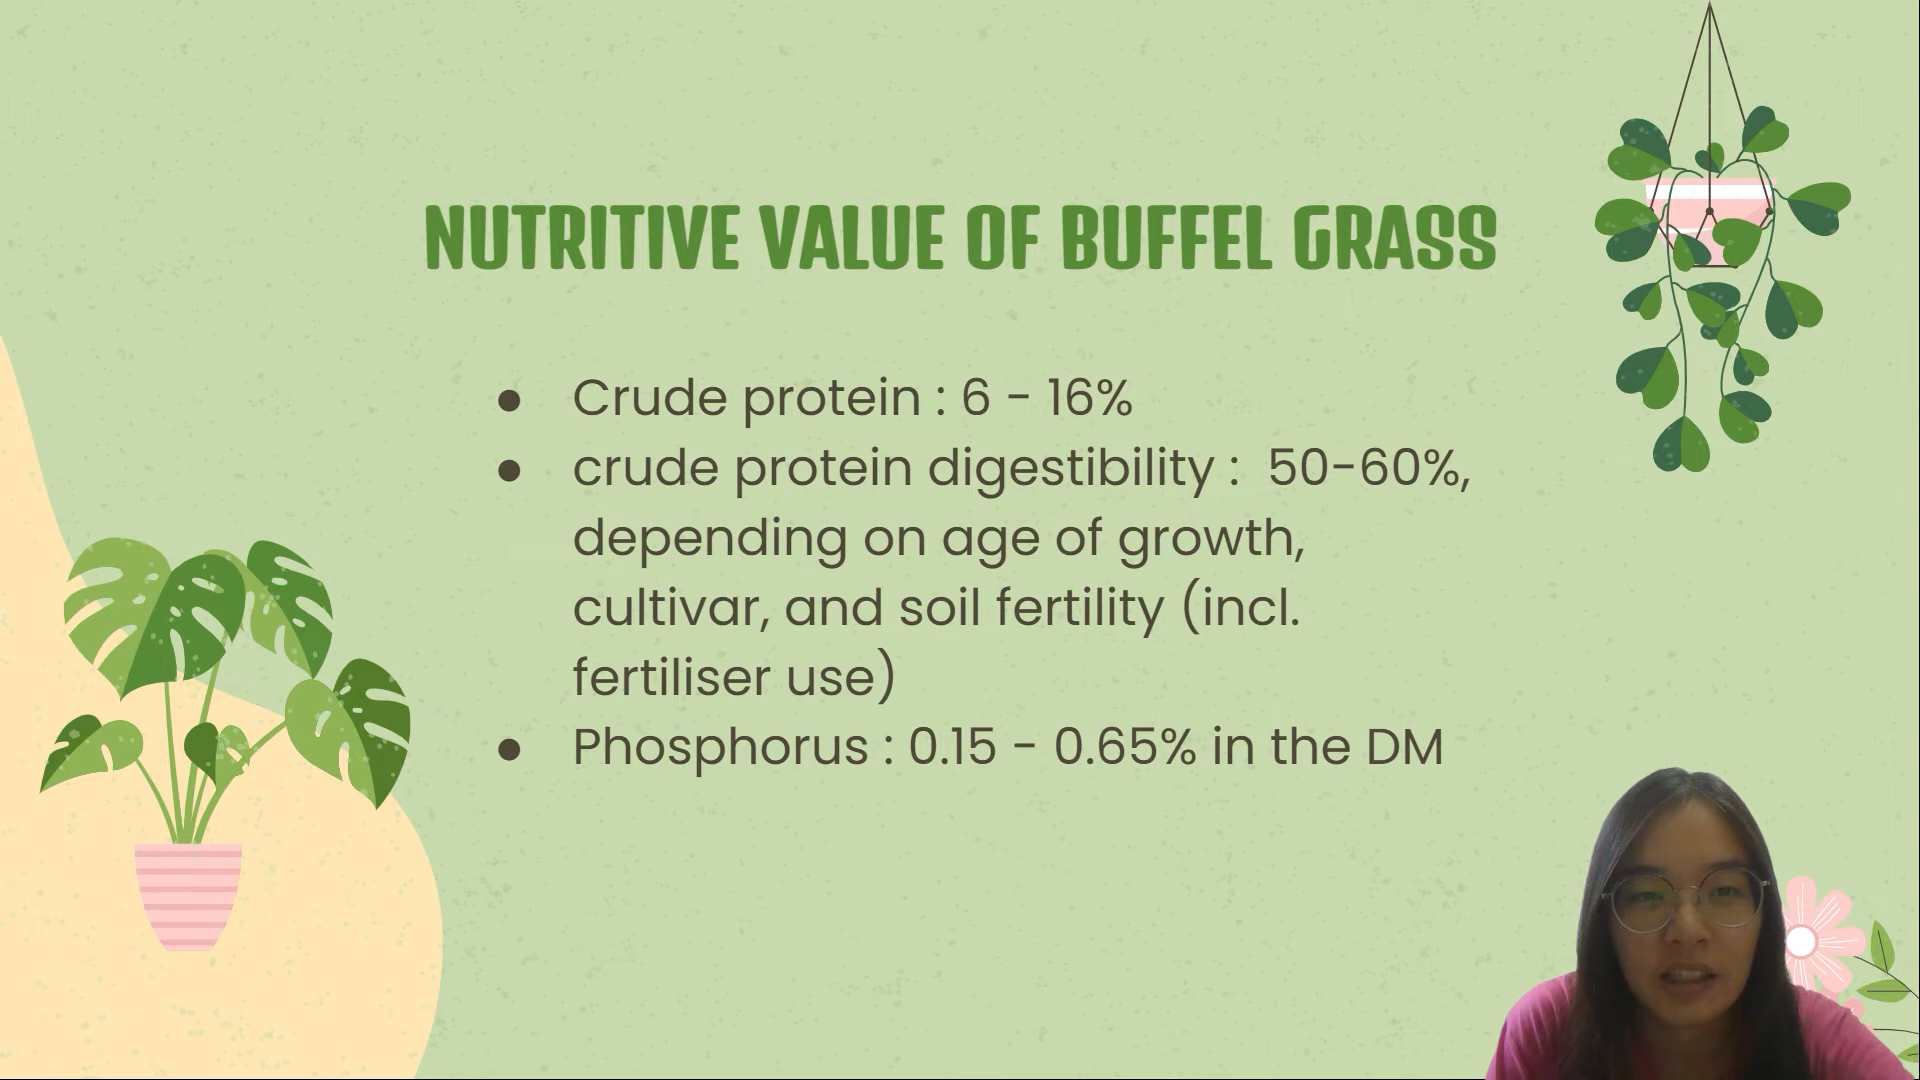 NUTRITIVE VALUE OF BUFFEL GRASS
● Crude protein : 6 - 16%
● crude protein digestibility :  50-60%,
depending on age of growth,
cultivar, and soil fertility (incl.
fertiliser use)
● Phosphorus : 0.15 - 0.65% in the DM